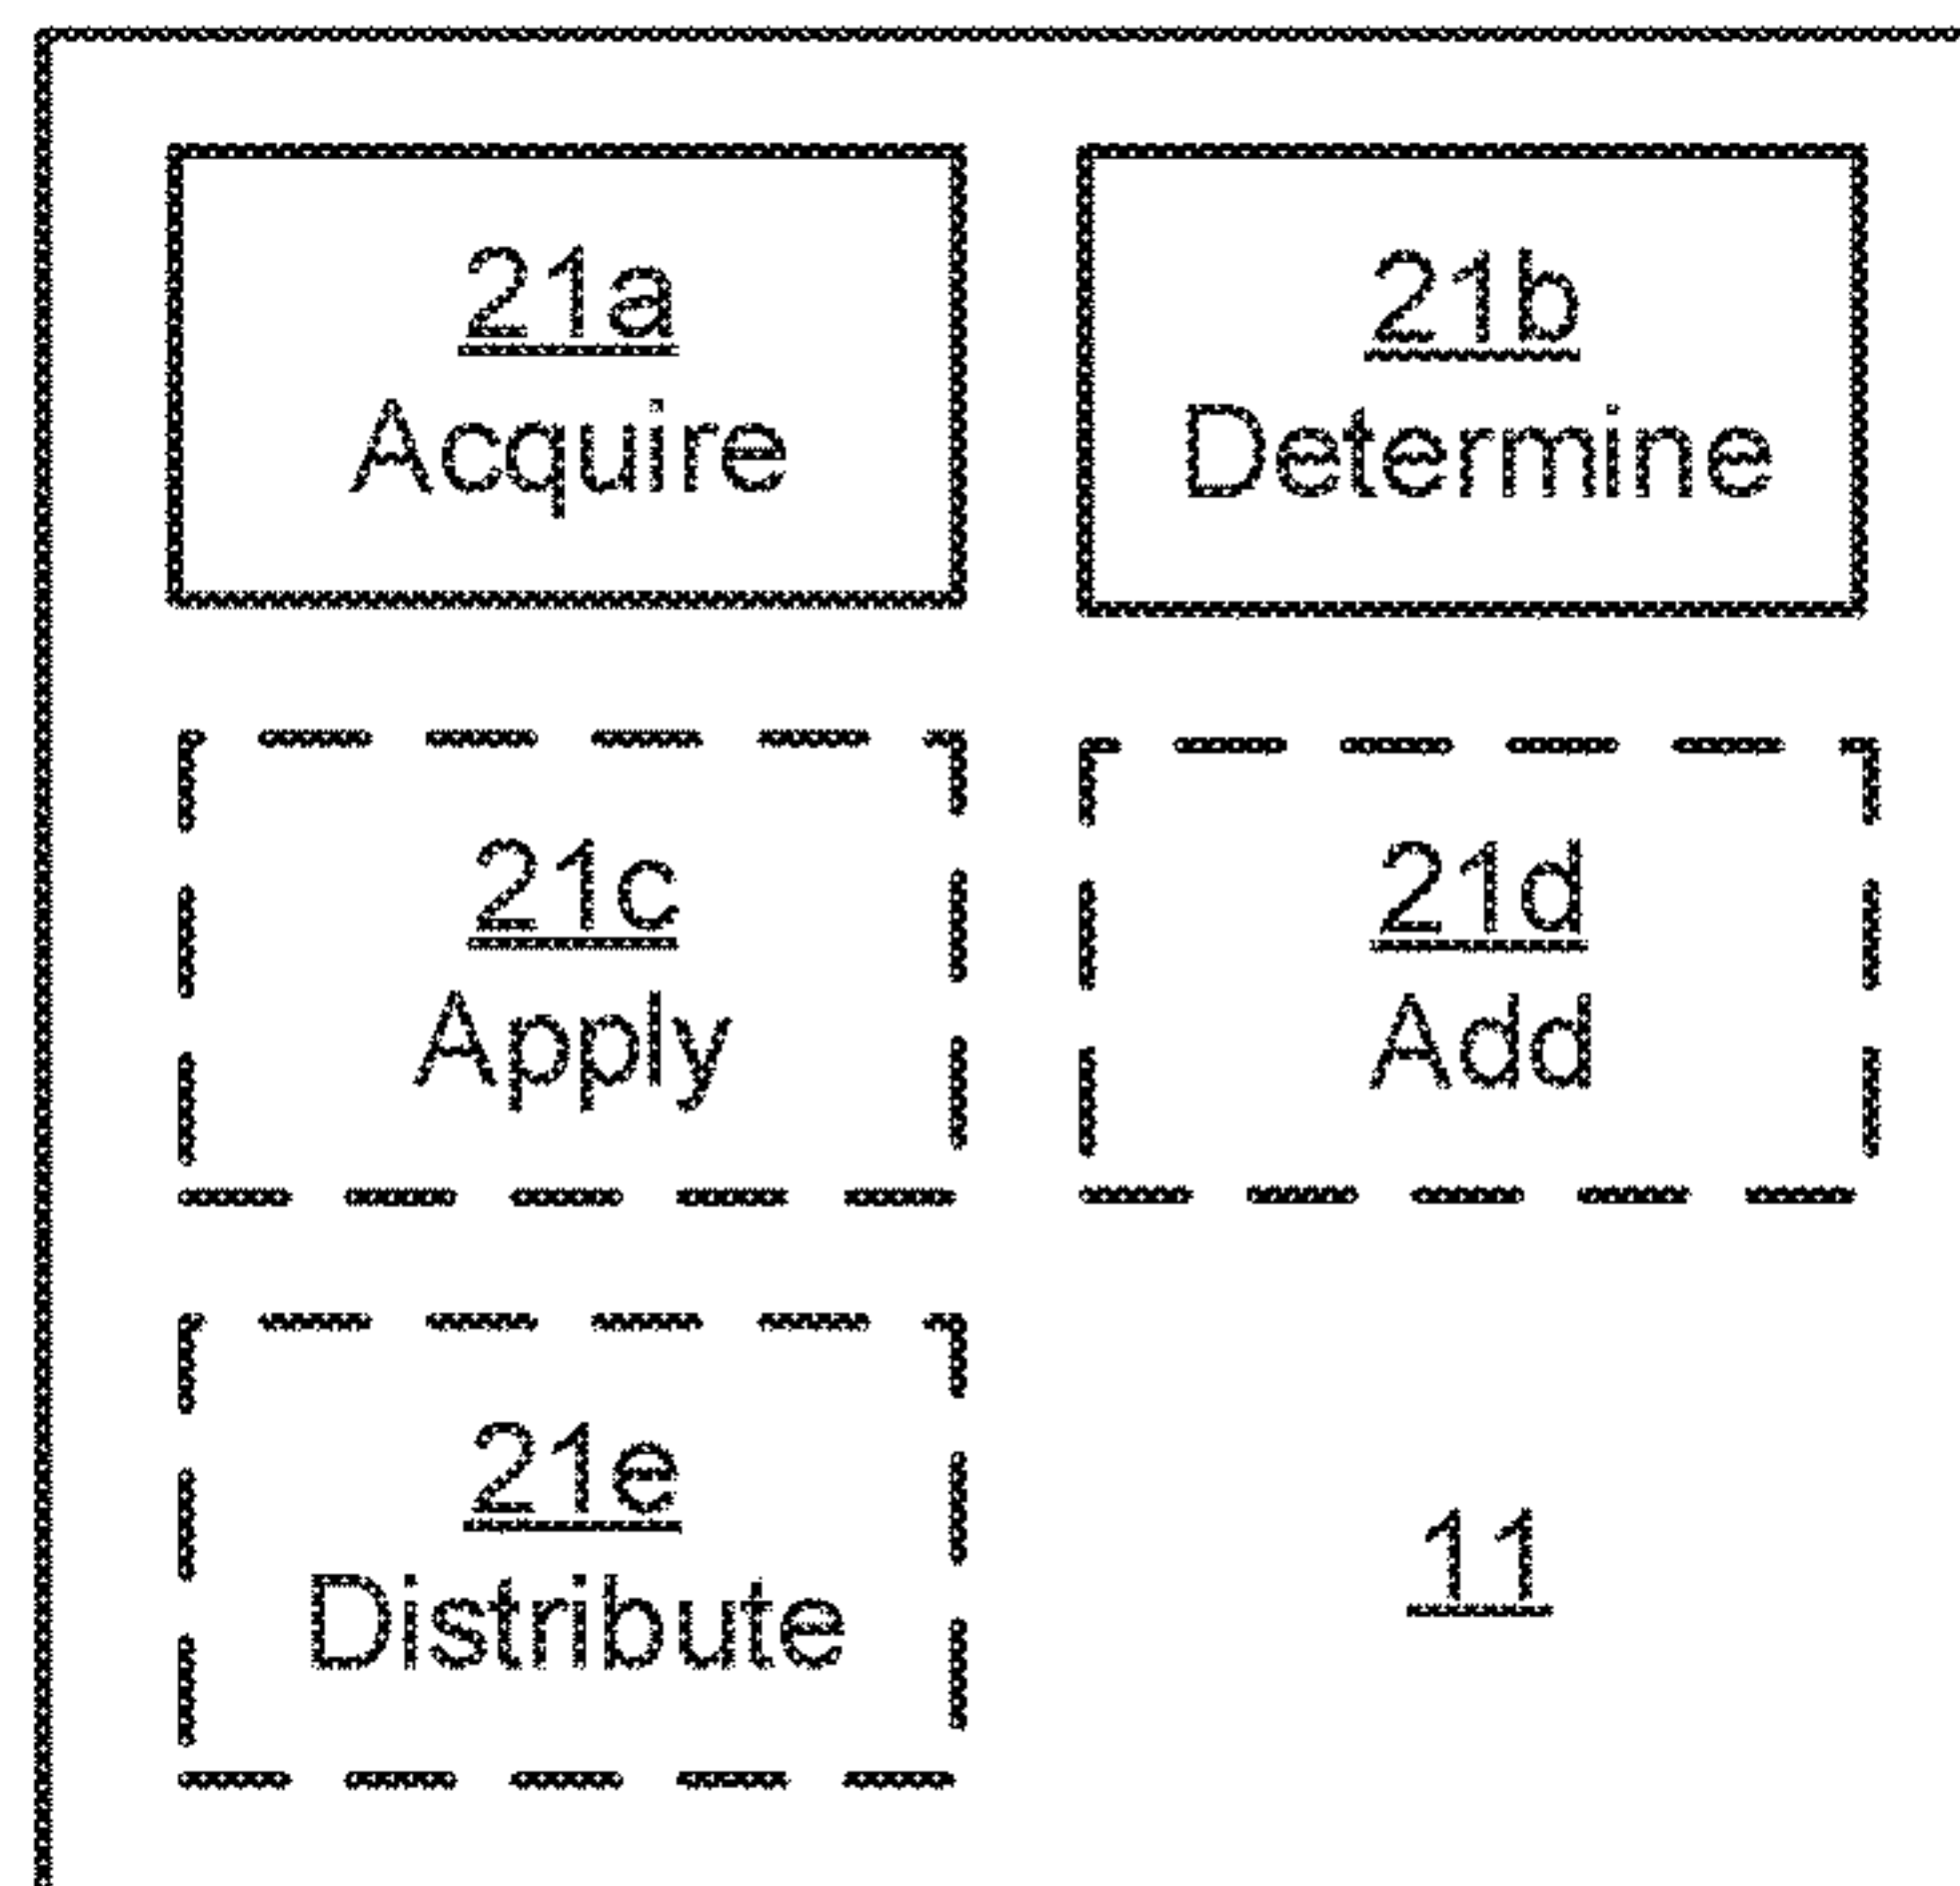 21a
Acquire
21b
Determine
21c
Apply
21d
Add
21e
Distribute
11